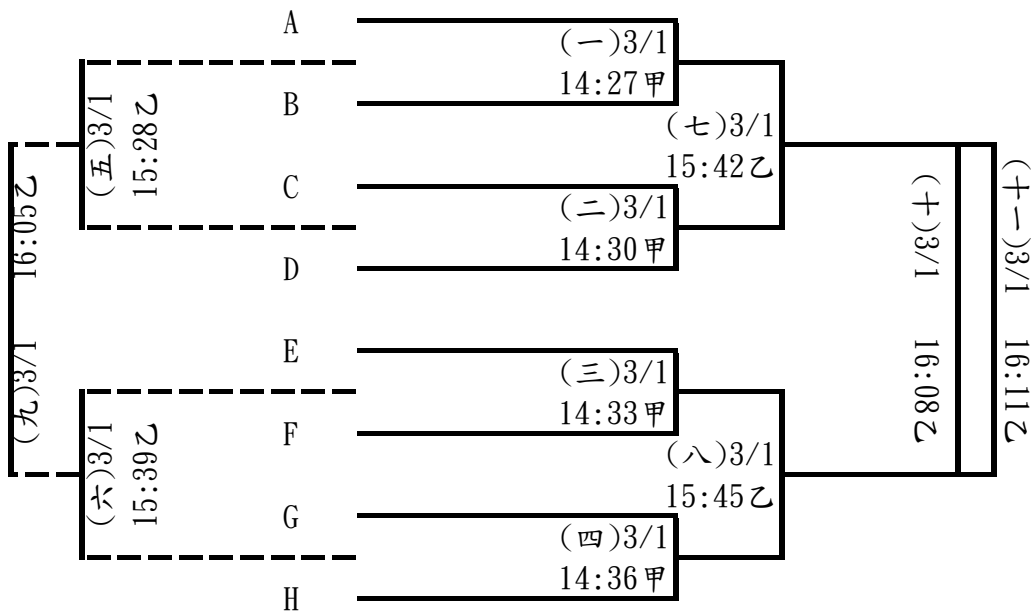 A
(一)3/1
14:27甲
B
(五)3/1
15:28乙
(七)3/1
15:42乙
C
(二)3/1
14:30甲
D
(九)3/1 16:05乙
(十)3/1 16:08乙
(十一)3/1 16:11乙
E
(三)3/1
14:33甲
F
(六)3/1
15:39乙
(八)3/1
15:45乙
G
(四)3/1
14:36甲
H